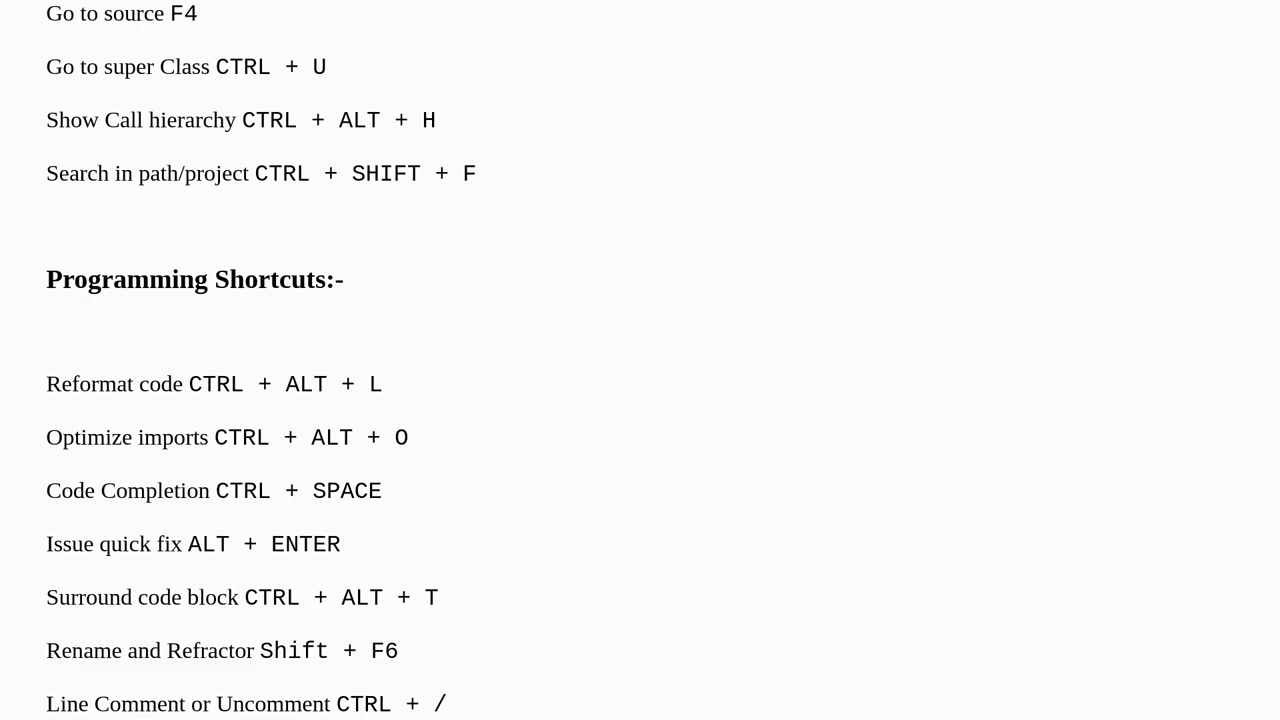 Go to source F4
Go to super Class CTRL + U
Show Call hierarchy CTRL + ALT + H
Search in path/project CTRL + SHIFT + F
Programming Shortcuts:-
Reformat code CTRL + ALT + L
Optimize imports CTRL + ALT + O
Code Completion CTRL + SPACE
Issue quick fix ALT + ENTER
Surround code block CTRL + ALT + T
Rename and Refractor Shift + F6
Line Comment or Uncomment CTRL + /